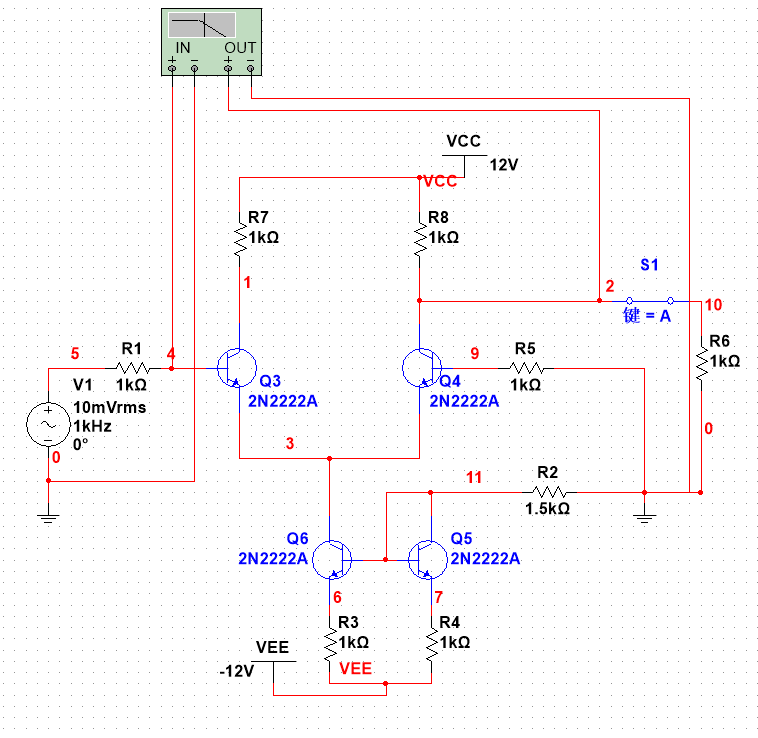 IN OUT
+ − + −
VCC
12V
VCC
R7
1kΩ
R8
1kΩ
1
S1
2
键 = A
10
5
R1
1kΩ
4
Q3
2N2222A
Q4
2N2222A
9
R5
1kΩ
R6
1kΩ
V1
10mVrms
1kHz
0°
0
3
0
11
R2
1.5kΩ
Q6
2N2222A
Q5
2N2222A
6
7
R3
1kΩ
R4
1kΩ
VEE
-12V
VEE